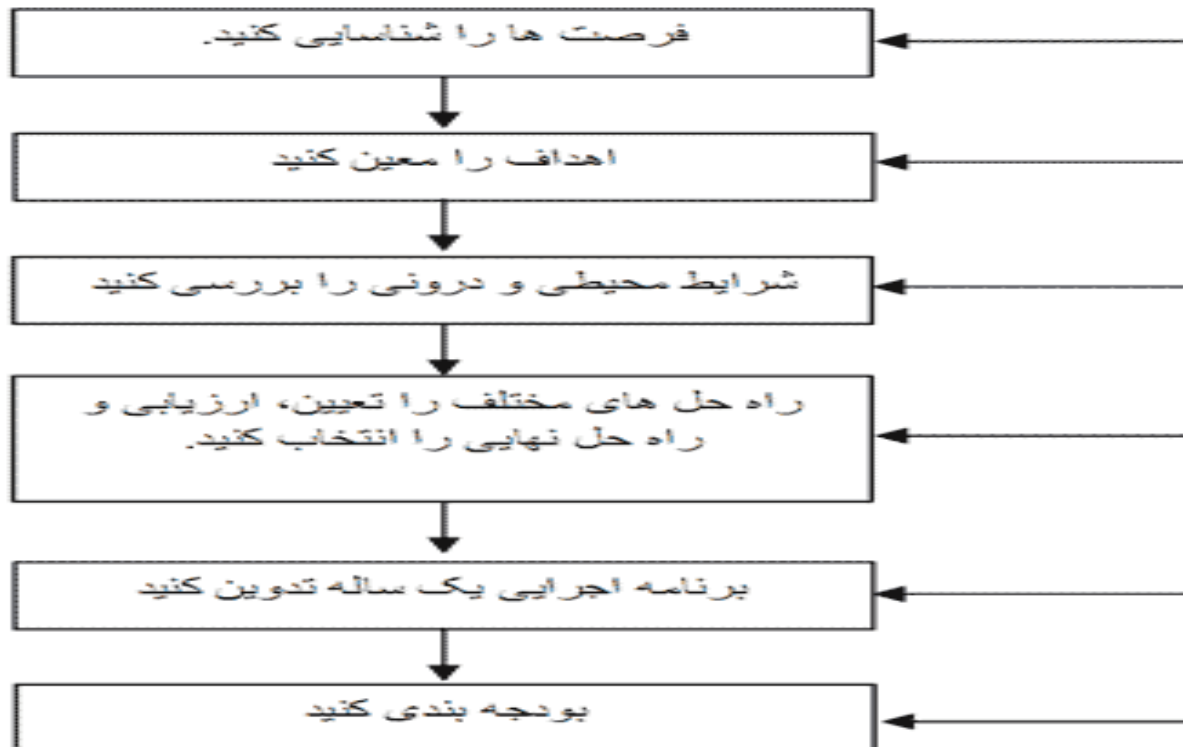 فرصت ها را شناسایی کنید.
اهداف را معین کنید
شرایط محیطی و درونی را بررسی کنید
راه حل های مختلف را تعیین، ارزیابی و
راه حل نهایی را انتخاب کنید.
برنامه اجرایی یک ساله تدوین کنید
بودجه بندی کنید